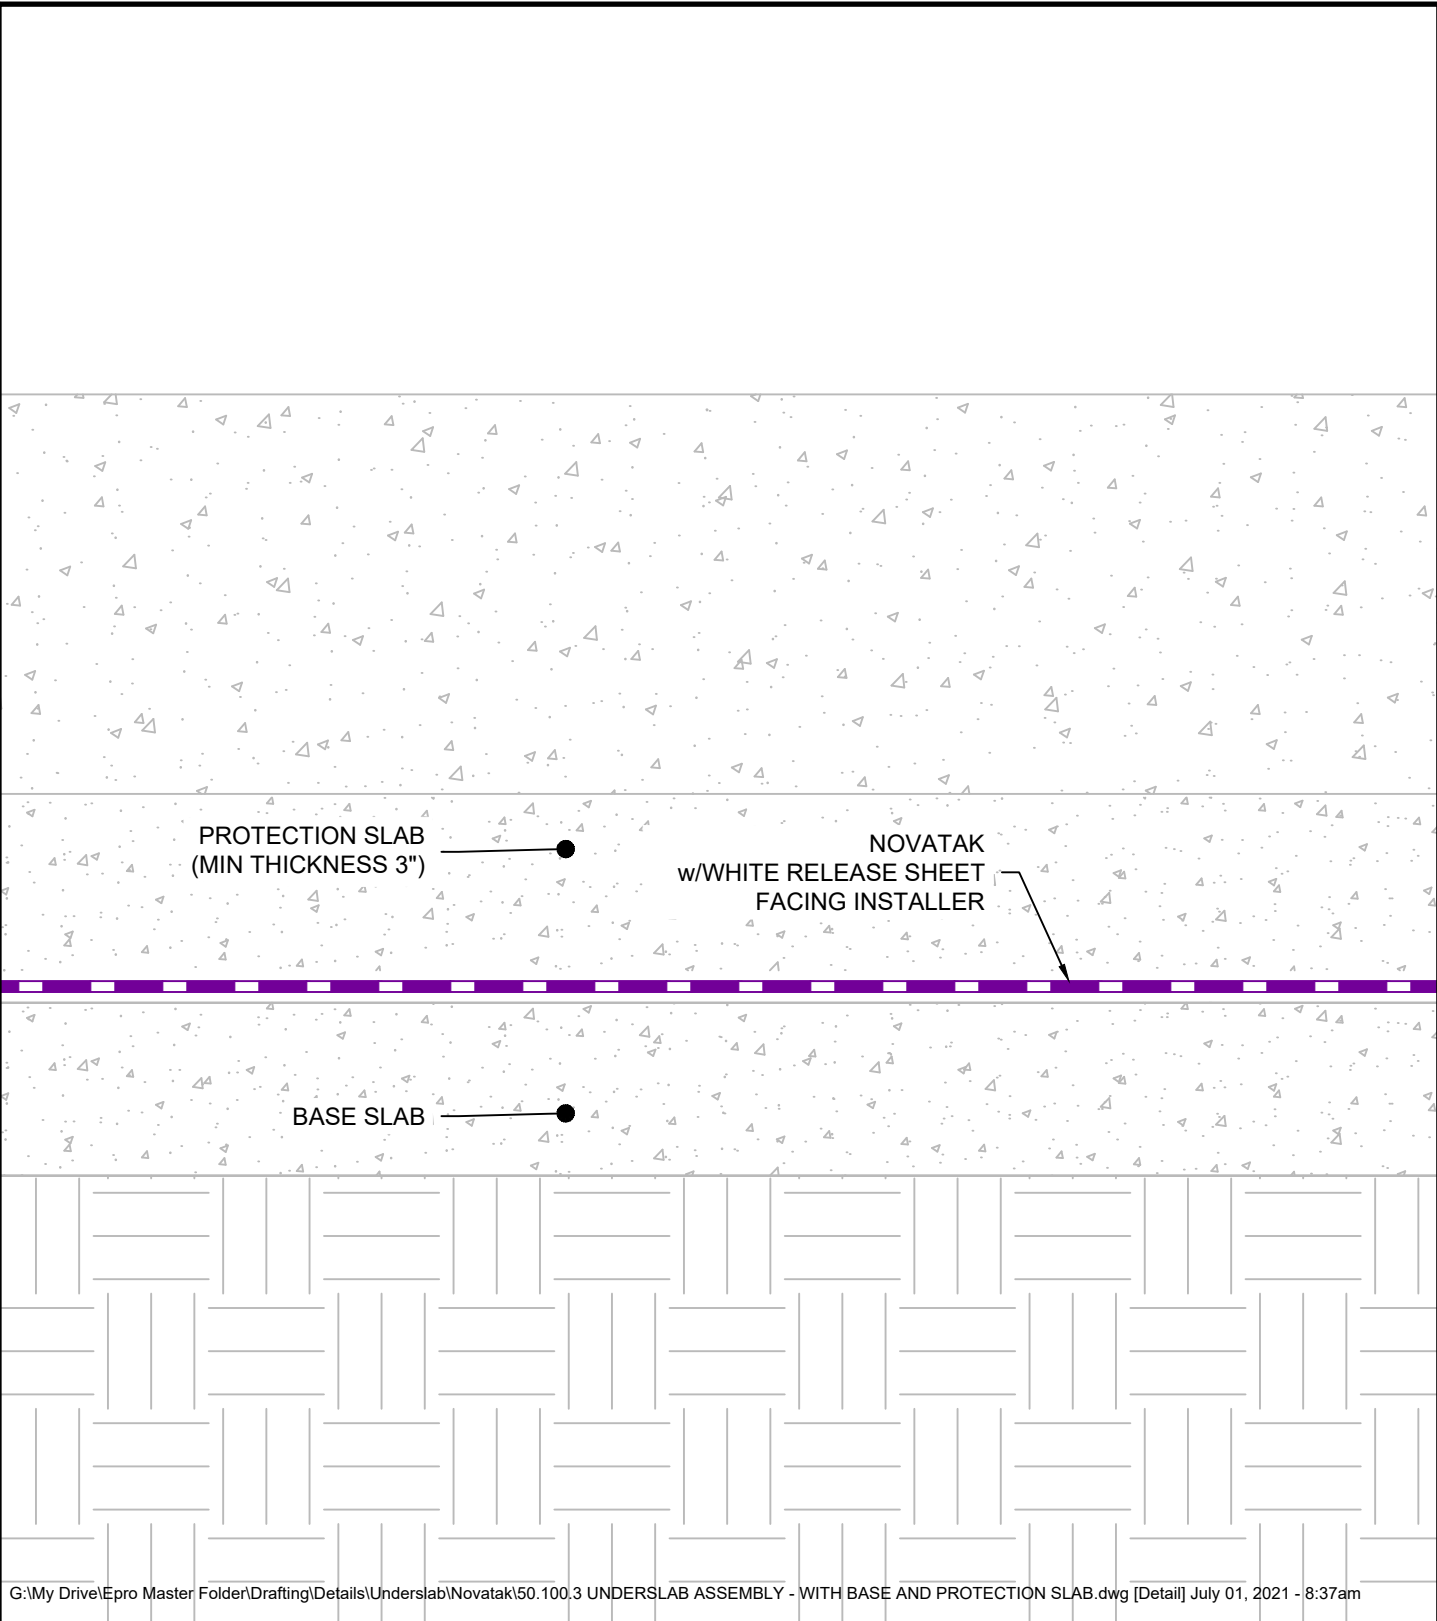 PROTECTION SLAB
(MIN THICKNESS 3")
NOVATAK
w/WHITE RELEASE SHEET
FACING INSTALLER
BASE SLAB
G:\My Drive\Epro Master Folder\Drafting\Details\Underslab\Novatak\50.100.3 UNDERSLAB ASSEMBLY - WITH BASE AND PROTECTION SLAB.dwg [Detail] July 01, 2021 - 8:37am